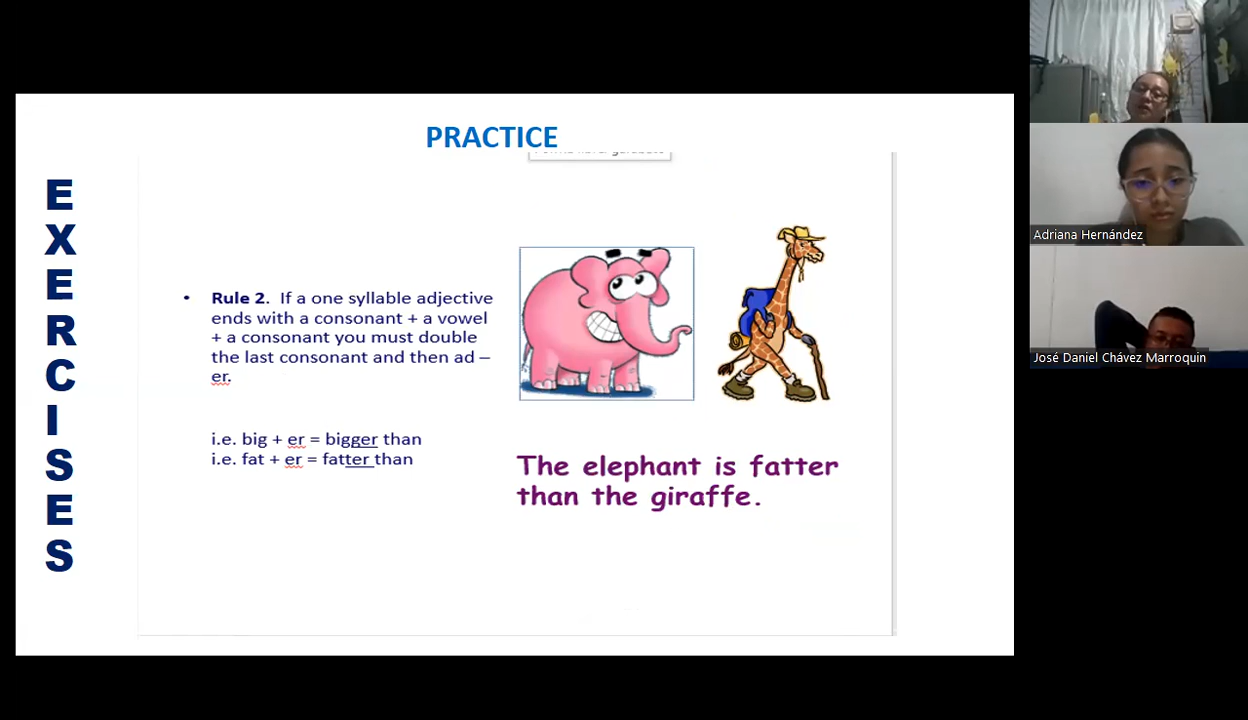 PRACTICE
EXERCISES
• Rule 2. If a one syllable adjective
ends with a consonant + a vowel
+ a consonant you must double
the last consonant and then ad –
er.
i.e. big + er = bigger than
i.e. fat + er = fatter than
The elephant is fatter
than the giraffe.
Adriana Hernández
José Daniel Chávez Marroquin